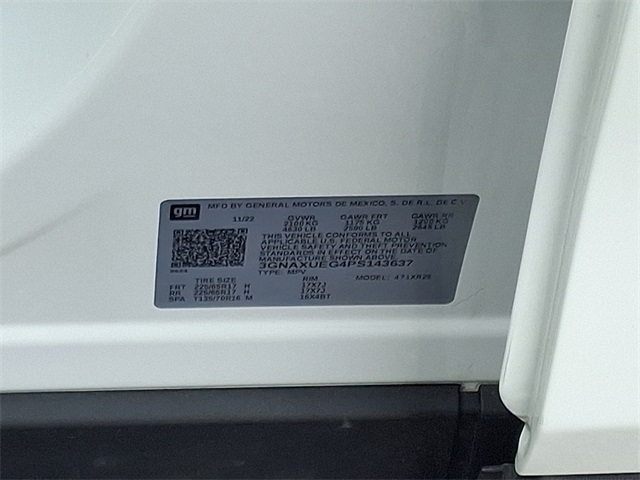 gm
MFD BY GENERAL MOTORS DE MEXICO, S. DE R.L. DE C.V.
11/22 GVWR GAWR FRT GAWR RR
2100 KG 1175 KG 1200 KG
4630 LB 2590 LB 2645 LB
THIS VEHICLE CONFORMS TO ALL
APPLICABLE U.S. FEDERAL MOTOR
VEHICLE SAFETY AND THEFT PREVENTION
STANDARDS IN EFFECT ON THE DATE OF
MANUFACTURE SHOWN ABOVE.
3GNAXUEG4PS143637
TYPE: MPV MODEL: 471XR26
TIRE SIZE RIM
FRT 225/65R17 H 17X7J
RR 225/65R17 H 17X7J
SPA T135/70R16 M 16X4BT